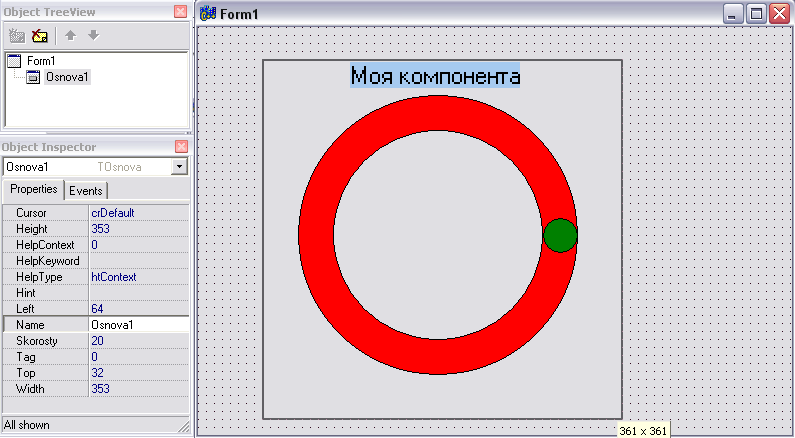 Object TreeView
Form1
Osnova1
Object Inspector
Osnova1 TOsnova
Properties Events
Cursor crDefault
Height 353
HelpContext 0
HelpKeyword
HelpType htContext
Hint
Left 64
Name Osnova1
Skorosty 20
Tag 0
Top 32
Width 353
All shown
Form1
Моя компонента
361 x 361